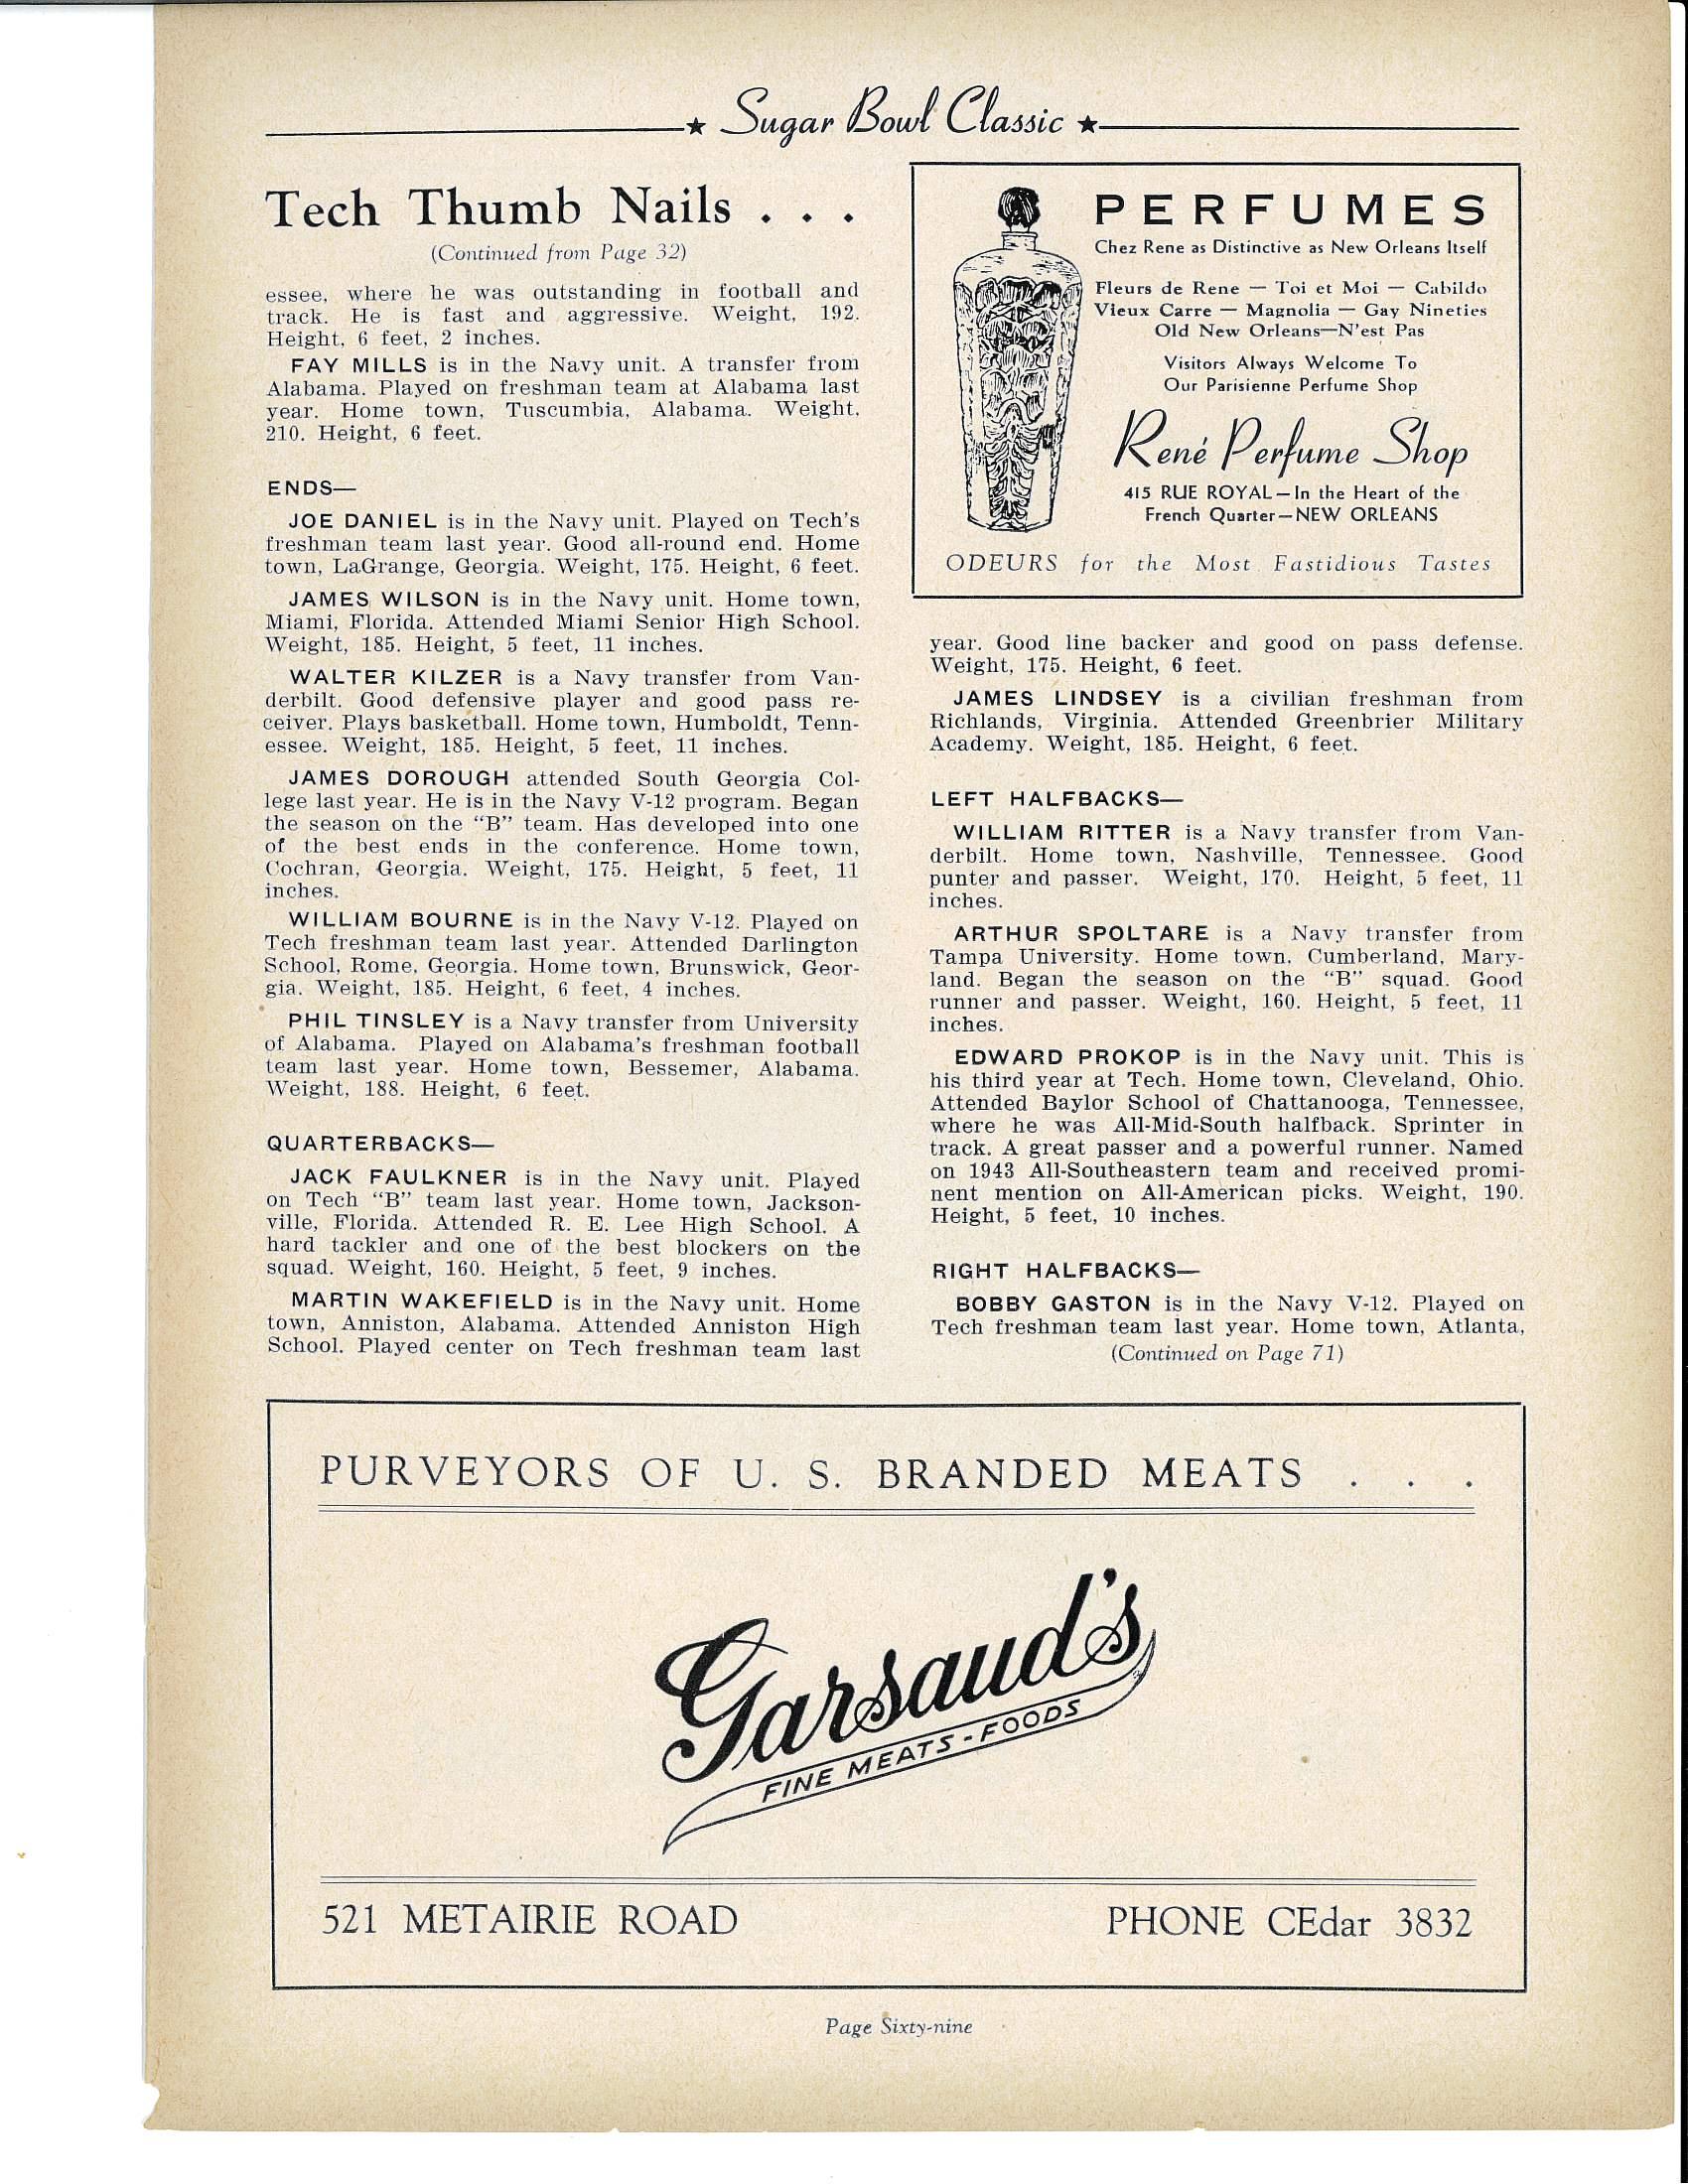 ★ Sugar Bowl Classic ★
Tech Thumb Nails . . .
(Continued from Page 32)
essee, where he was outstanding in football and
track. He is fast and aggressive. Weight, 192.
Height, 6 feet, 2 inches.
FAY MILLS is in the Navy unit. A transfer from
Alabama. Played on freshman team at Alabama last
year. Home town, Tuscumbia, Alabama. Weight,
210. Height, 6 feet.
ENDS—
JOE DANIEL is in the Navy unit. Played on Tech's
freshman team last year. Good all-round end. Home
town, LaGrange, Georgia. Weight, 175. Height, 6 feet.
JAMES WILSON is in the Navy unit. Home town,
Miami, Florida. Attended Miami Senior High School.
Weight, 185. Height, 5 feet, 11 inches.
WALTER KILZER is a Navy transfer from Van-
derbilt. Good defensive player and good pass re-
ceiver. Plays basketball. Home town, Humboldt, Tenn-
essee. Weight, 185. Height, 5 feet, 11 inches.
JAMES DOROUGH attended South Georgia Col-
lege last year. He is in the Navy V-12 program. Began
the season on the "B" team. Has developed into one
of the best ends in the conference. Home town,
Cochran, Georgia. Weight, 175. Height, 5 feet, 11
inches.
WILLIAM BOURNE is in the Navy V-12. Played on
Tech freshman team last year. Attended Darlington
School, Rome, Georgia. Home town, Brunswick, Geor-
gia. Weight, 185. Height, 6 feet, 4 inches.
PHIL TINSLEY is a Navy transfer from University
of Alabama. Played on Alabama's freshman football
team last year. Home town, Bessemer, Alabama.
Weight, 188. Height, 6 feet.
QUARTERBACKS—
JACK FAULKNER is in the Navy unit. Played
on Tech "B" team last year. Home town, Jackson-
ville, Florida. Attended R. E. Lee High School. A
hard tackler and one of the best blockers on the
squad. Weight, 160. Height, 5 feet, 9 inches.
MARTIN WAKEFIELD is in the Navy unit. Home
town, Anniston, Alabama. Attended Anniston High
School. Played center on Tech freshman team last
PERFUMES
Chez Rene as Distinctive as New Orleans Itself
Fleurs de Rene — Toi et Moi — Cabildo
Vieux Carre — Magnolia — Gay Nineties
Old New Orleans—N'est Pas
Visitors Always Welcome To
Our Parisienne Perfume Shop
René Perfume Shop
415 RUE ROYAL—In the Heart of the
French Quarter—NEW ORLEANS
ODEURS for the Most Fastidious Tastes
year. Good line backer and good on pass defense.
Weight, 175. Height, 6 feet.
JAMES LINDSEY is a civilian freshman from
Richlands, Virginia. Attended Greenbrier Military
Academy. Weight, 185. Height, 6 feet.
LEFT HALFBACKS—
WILLIAM RITTER is a Navy transfer from Van-
derbilt. Home town, Nashville, Tennessee. Good
punter and passer. Weight, 170. Height, 5 feet, 11
inches.
ARTHUR SPOLTARE is a Navy transfer from
Tampa University. Home town, Cumberland, Mary-
land. Began the season on the "B" squad. Good
runner and passer. Weight, 160. Height, 5 feet, 11
inches.
EDWARD PROKOP is in the Navy unit. This is
his third year at Tech. Home town, Cleveland, Ohio.
Attended Baylor School of Chattanooga, Tennessee,
where he was All-Mid-South halfback. Sprinter in
track. A great passer and a powerful runner. Named
on 1943 All-Southeastern team and received promi-
nent mention on All-American picks. Weight, 190.
Height, 5 feet, 10 inches.
RIGHT HALFBACKS—
BOBBY GASTON is in the Navy V-12. Played on
Tech freshman team last year. Home town, Atlanta,
(Continued on Page 71)
PURVEYORS OF U. S. BRANDED MEATS . . .
Garsaud's
FINE MEATS - FOODS
521 METAIRIE ROAD PHONE CEdar 3832
Page Sixty-nine